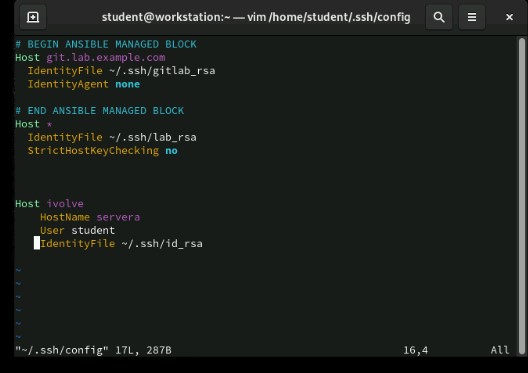 student@workstation:~ — vim /home/student/.ssh/config
# BEGIN ANSIBLE MANAGED BLOCK
Host git.lab.example.com
  IdentityFile ~/.ssh/gitlab_rsa
  IdentityAgent none
# END ANSIBLE MANAGED BLOCK
Host *
  IdentityFile ~/.ssh/lab_rsa
  StrictHostKeyChecking no
Host ivolve
    HostName servera
    User student
    IdentityFile ~/.ssh/id_rsa
~
~
~
~
~
~
"~/.ssh/config" 17L, 287B 16,4 All